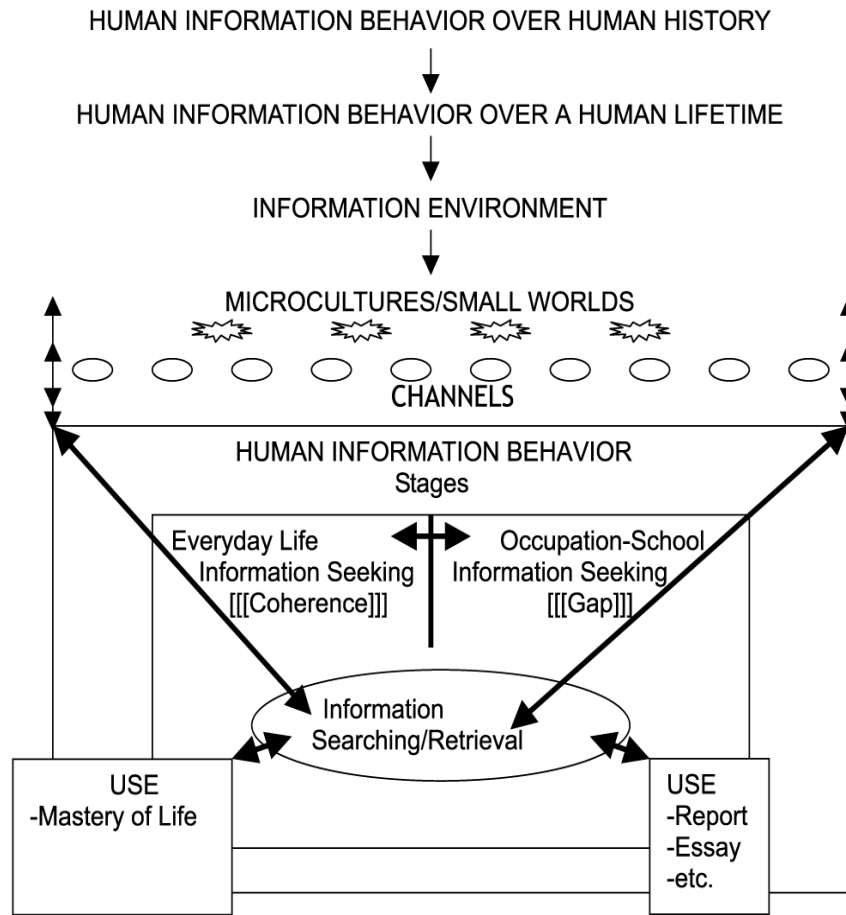 HUMAN INFORMATION BEHAVIOR OVER HUMAN HISTORY
HUMAN INFORMATION BEHAVIOR OVER A HUMAN LIFETIME
INFORMATION ENVIRONMENT
MICROCULTURES/SMALL WORLDS
CHANNELS
HUMAN INFORMATION BEHAVIOR
Stages
Everyday Life
Information Seeking
[[[Coherence]]]
Occupation-School
Information Seeking
[[[Gap]]]
Information
Searching/Retrieval
USE
-Mastery of Life
USE
-Report
-Essay
-etc.